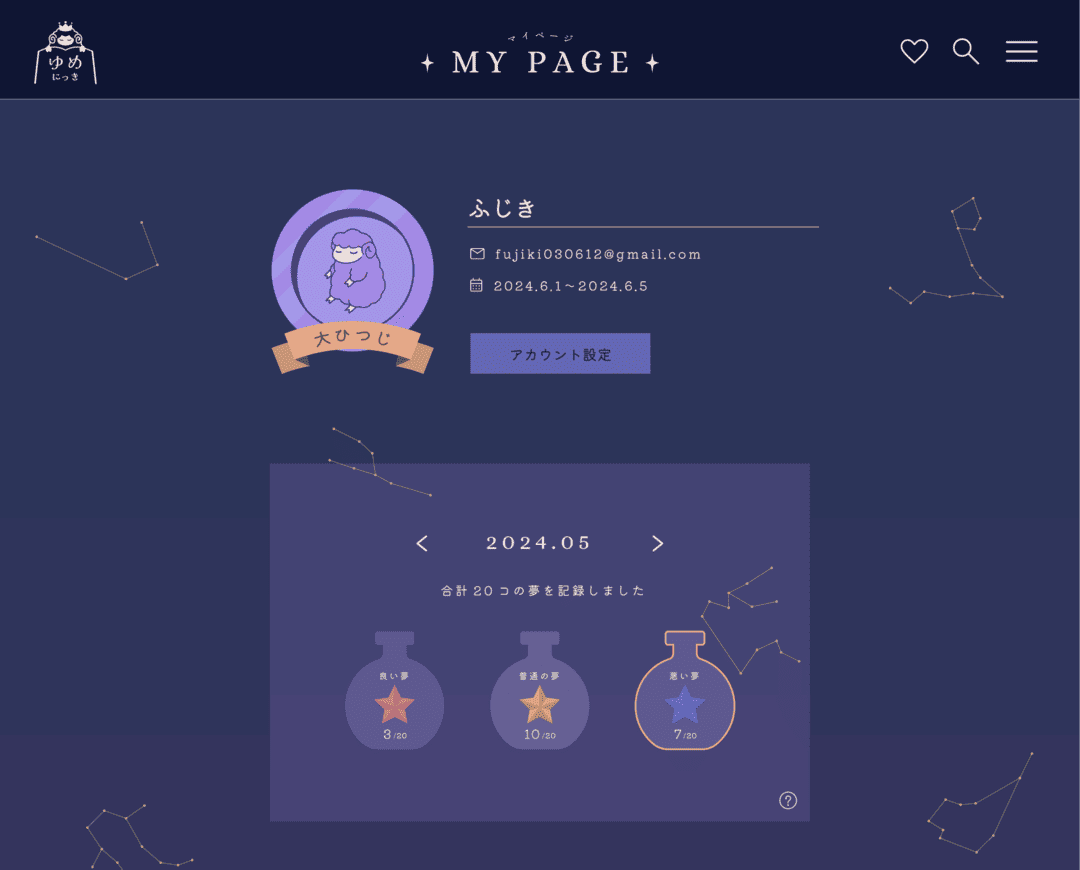 ゆめ
にっき
マイページ
MY PAGE
ふじき
fujiki030612@gmail.com
2024.6.1～2024.6.5
大ひつじ
アカウント設定
2024.05
合計20コの夢を記録しました
良い夢
3/20
普通の夢
10/20
悪い夢
7/20
?